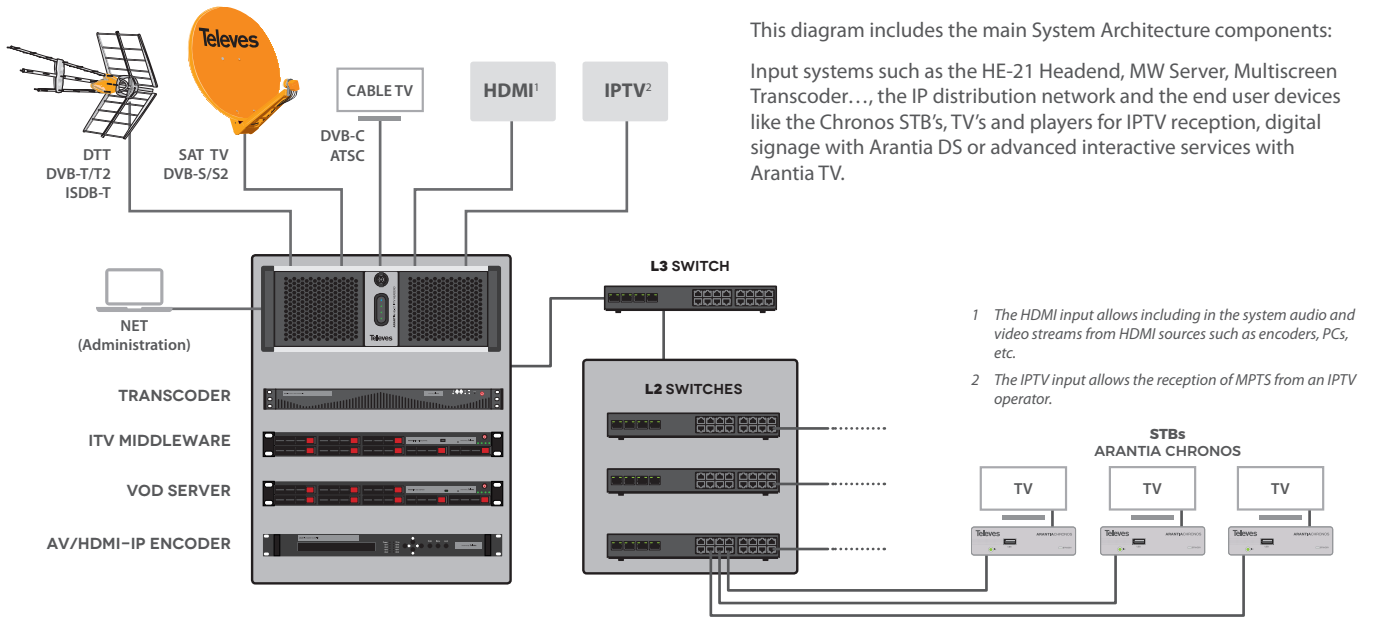 Televes
This diagram includes the main System Architecture components:
Input systems such as the HE-21 Headend, MW Server, Multiscreen
Transcoder…, the IP distribution network and the end user devices
like the Chronos STB’s, TV’s and players for IPTV reception, digital
signage with Arantia DS or advanced interactive services with
Arantia TV.
CABLE TV
HDMI¹
IPTV²
DTT
DVB-T/T2
ISDB-T
SAT TV
DVB-S/S2
DVB-C
ATSC
NET
(Administration)
Televes
TRANSCODER
ITV MIDDLEWARE
VOD SERVER
AV/HDMI-IP ENCODER
L3 SWITCH
L2 SWITCHES
1 The HDMI input allows including in the system audio and
video streams from HDMI sources such as encoders, PCs,
etc.
2 The IPTV input allows the reception of MPTS from an IPTV
operator.
STBs
ARANTIA CHRONOS
TV
TV
TV
Televes ARANTIACHRONOS
Televes ARANTIACHRONOS
Televes ARANTIACHRONOS